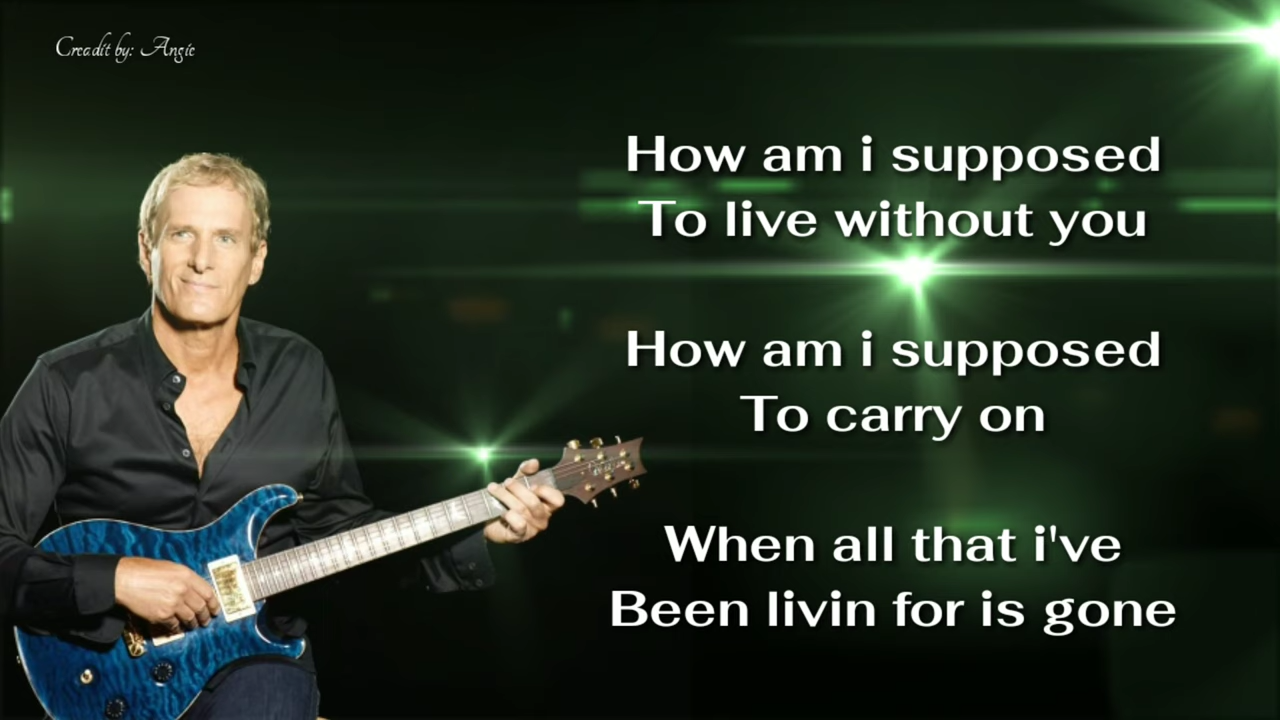 Creadit by: Angie
How am i supposed
To live without you
How am i supposed
To carry on
When all that i've
Been livin for is gone